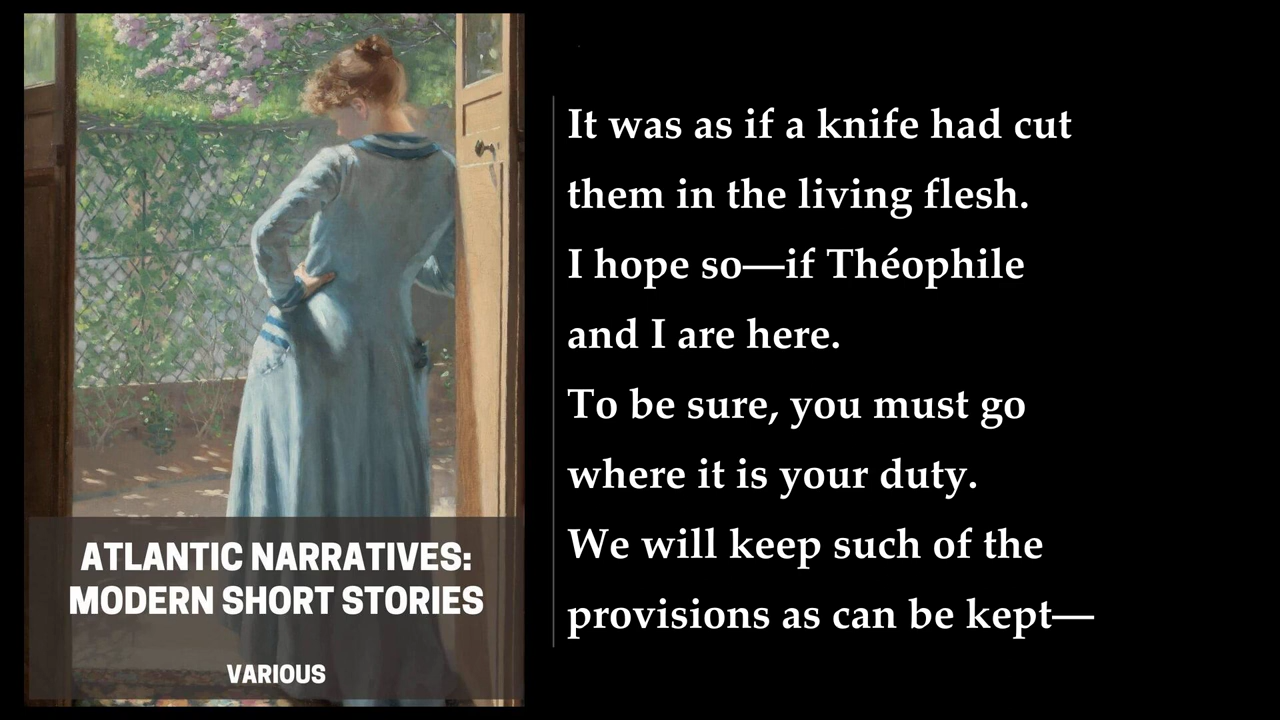 ATLANTIC NARRATIVES:
MODERN SHORT STORIES
VARIOUS
It was as if a knife had cut
them in the living flesh.
I hope so—if Théophile
and I are here.
To be sure, you must go
where it is your duty.
We will keep such of the
provisions as can be kept—